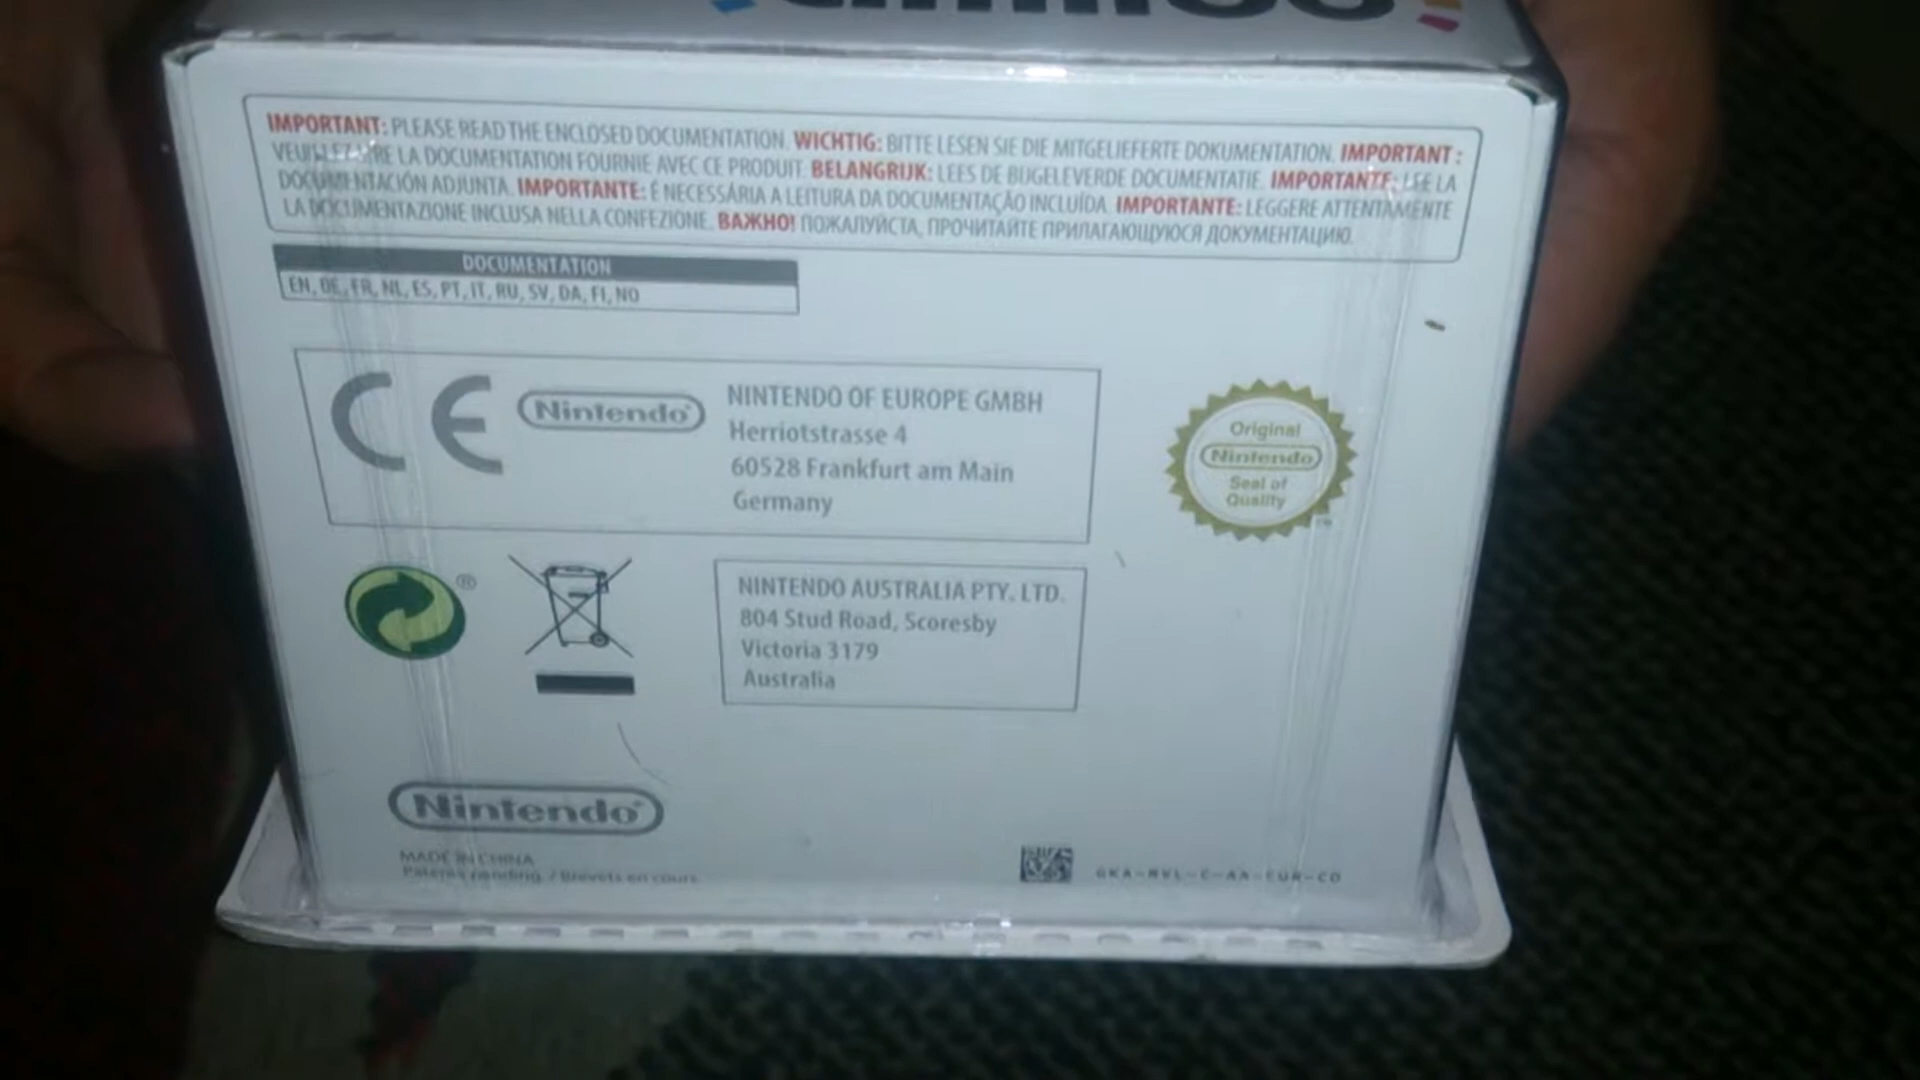 IMPORTANT: PLEASE READ THE ENCLOSED DOCUMENTATION. WICHTIG: BITTE LESEN SIE DIE MITGELIEFERTE DOKUMENTATION. IMPORTANT :
VEUILLEZ LIRE LA DOCUMENTATION FOURNIE AVEC CE PRODUIT. BELANGRIJK: LEES DE BIJGELEVERDE DOCUMENTATIE. IMPORTANTE: LEE LA
DOCUMENTACIÓN ADJUNTA. IMPORTANTE: É NECESSÁRIA A LEITURA DA DOCUMENTAÇÃO INCLUÍDA. IMPORTANTE: LEGGERE ATTENTAMENTE
LA DOCUMENTAZIONE INCLUSA NELLA CONFEZIONE. ВАЖНО! ПОЖАЛУЙСТА, ПРОЧИТАЙТЕ ПРИЛАГАЮЩУЮСЯ ДОКУМЕНТАЦИЮ.
DOCUMENTATION
EN, DE, FR, NL, ES, PT, IT, RU, SV, DA, FI, NO
CE
Nintendo®
NINTENDO OF EUROPE GMBH
Herriotstrasse 4
60528 Frankfurt am Main
Germany
Original
Nintendo
Seal of
Quality
TM
®
NINTENDO AUSTRALIA PTY. LTD.
804 Stud Road, Scoresby
Victoria 3179
Australia
Nintendo®
MADE IN CHINA
Patents pending / Brevets en cours